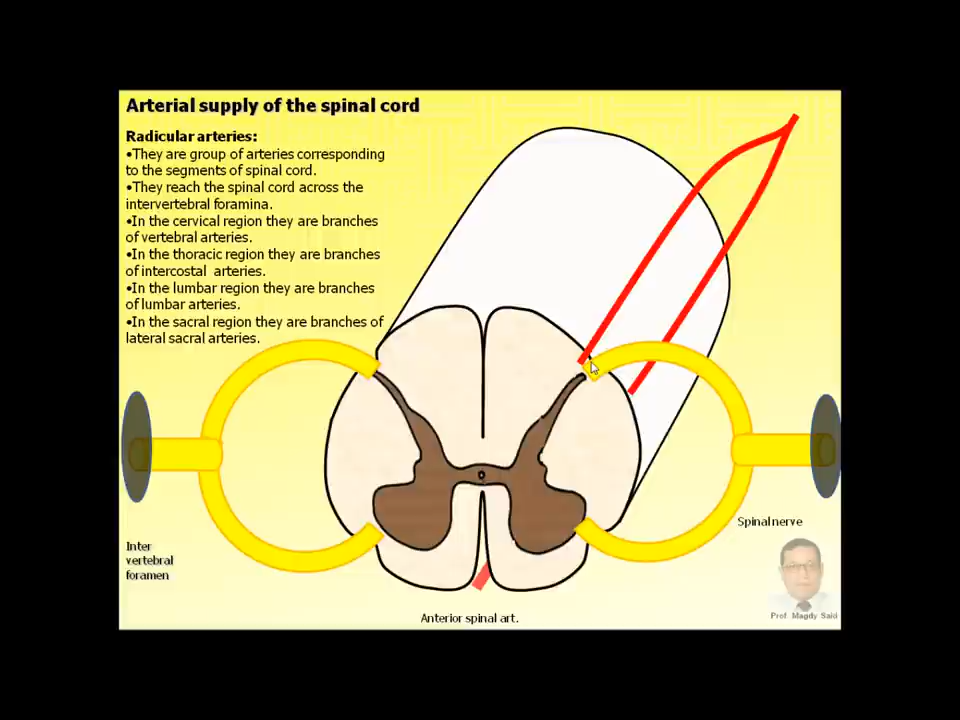 Arterial supply of the spinal cord
Radicular arteries:
•They are group of arteries corresponding
to the segments of spinal cord.
•They reach the spinal cord across the
intervertebral foramina.
•In the cervical region they are branches
of vertebral arteries.
•In the thoracic region they are branches
of intercostal arteries.
•In the lumbar region they are branches
of lumbar arteries.
•In the sacral region they are branches of
lateral sacral arteries.
Spinal nerve
Inter
vertebral
foramen
Anterior spinal art.
Prof. Magdy Said